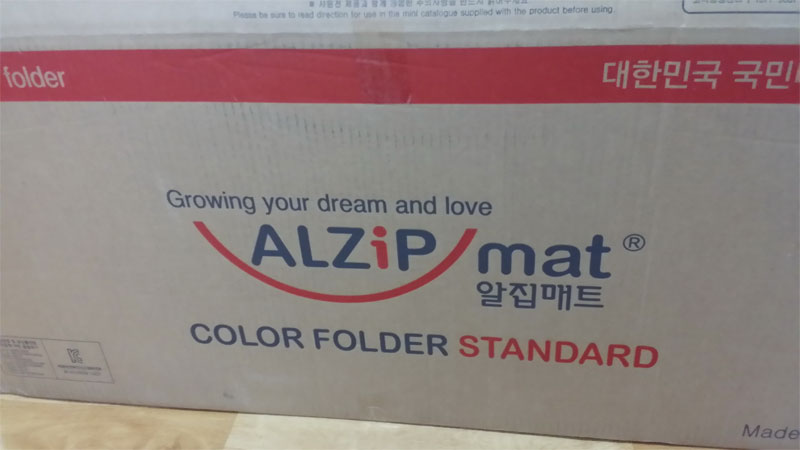 Please be sure to read direction for use in the mini catalogue supplied with the product before using.
folder
대한민국 국민
Growing your dream and love
ALZiP mat®
알집매트
COLOR FOLDER STANDARD
Made